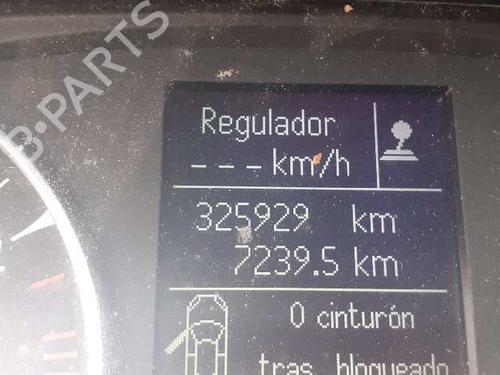 B-PARTS
Regulador
--- km/h
325929 km
7239.5 km
0 cinturón
tras. bloqueado